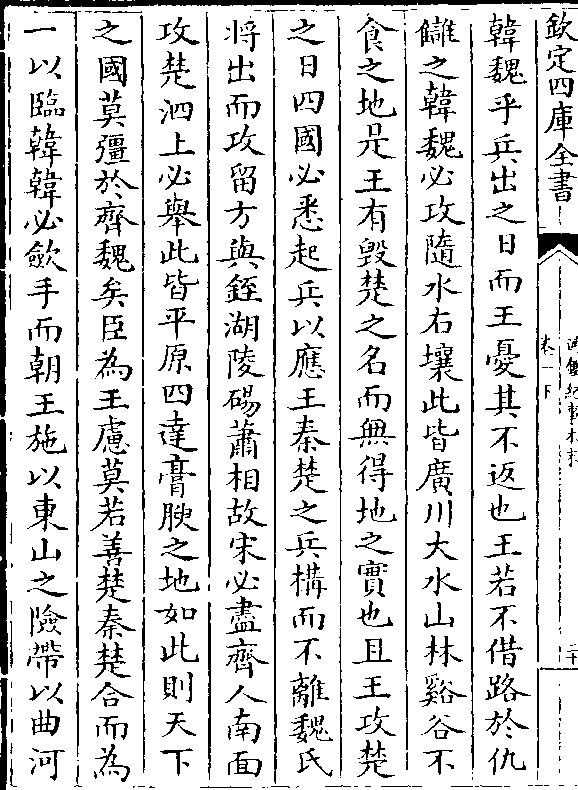 欽定四庫全書
卷一下
韓魏乎兵出之日而王憂其不返也王若不借路於仇
讎之韓魏必攻隨水右壤此皆廣川大水山林谿谷不
食之地是王有毀楚之名而無得地之實也且王攻楚
之日四國必悉起兵以應王秦楚之兵構而不離魏氏
将出而攻留方與銍湖陵碭蕭相故宋必盡齊人南面
攻楚泗上必舉此皆平原四達膏腴之地如此則天下
之國莫彊於齊魏矣臣為王慮莫若善楚秦楚合而為
一以臨韓韓必歛手而朝王施以東山之險帶以曲河